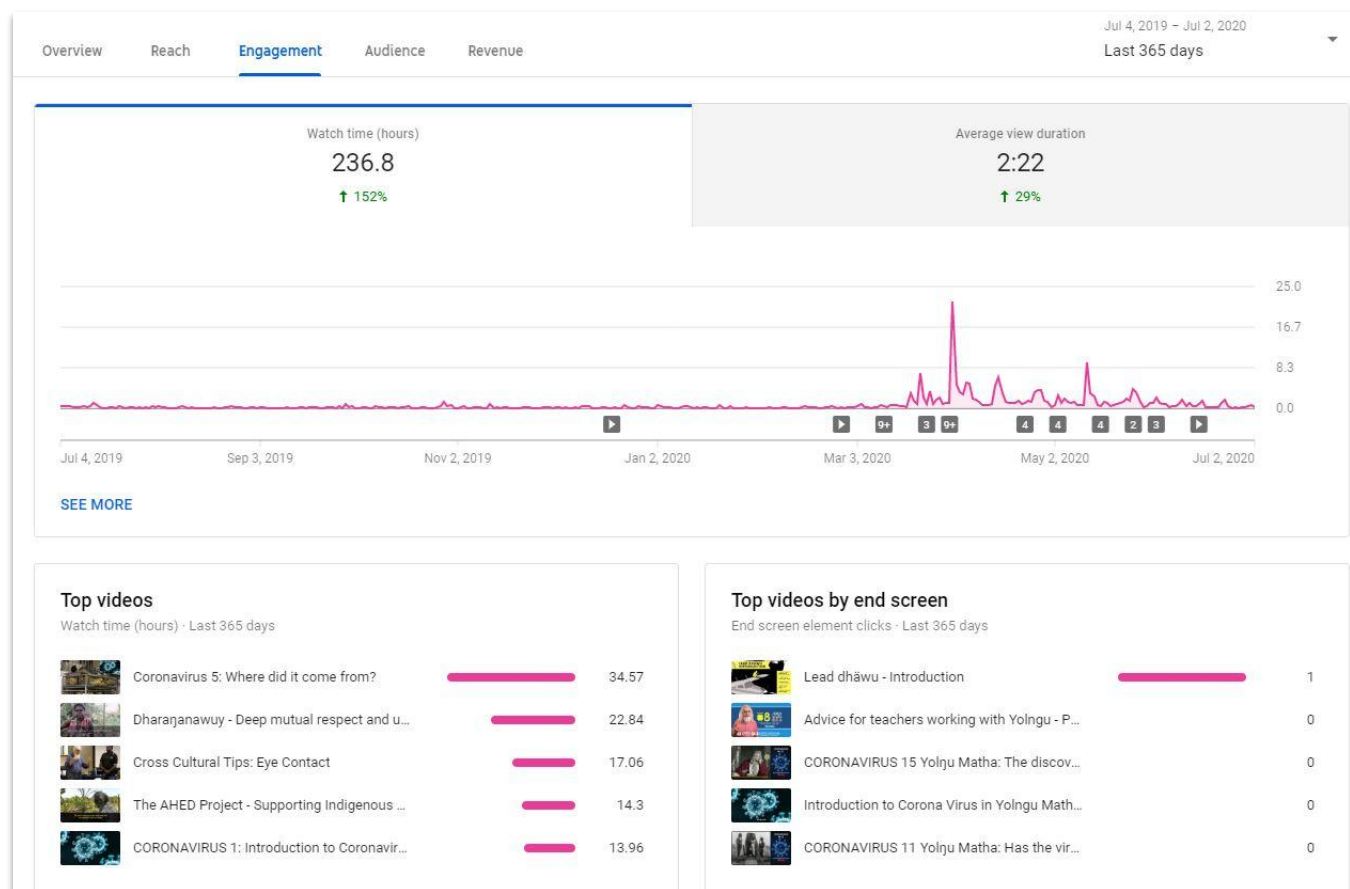 Overview Reach Engagement Audience Revenue
Jul 4, 2019 – Jul 2, 2020
Last 365 days
Watch time (hours)
236.8
↑ 152%
Average view duration
2:22
↑ 29%
25.0
16.7
8.3
0.0
9+ 3 9+ 4 4 4 2 3
Jul 4, 2019 Sep 3, 2019 Nov 2, 2019 Jan 2, 2020 Mar 3, 2020 May 2, 2020 Jul 2, 2020
SEE MORE
Top videos
Watch time (hours) · Last 365 days
Coronavirus 5: Where did it come from? 34.57
Dharaŋanawuy - Deep mutual respect and u... 22.84
Cross Cultural Tips: Eye Contact 17.06
The AHED Project - Supporting Indigenous ... 14.3
CORONAVIRUS 1: Introduction to Coronavir... 13.96
Top videos by end screen
End screen element clicks · Last 365 days
Lead dhäwu - Introduction 1
Advice for teachers working with Yolngu - P... 0
CORONAVIRUS 15 Yolŋu Matha: The discov... 0
Introduction to Corona Virus in Yolngu Math... 0
CORONAVIRUS 11 Yolŋu Matha: Has the vir... 0